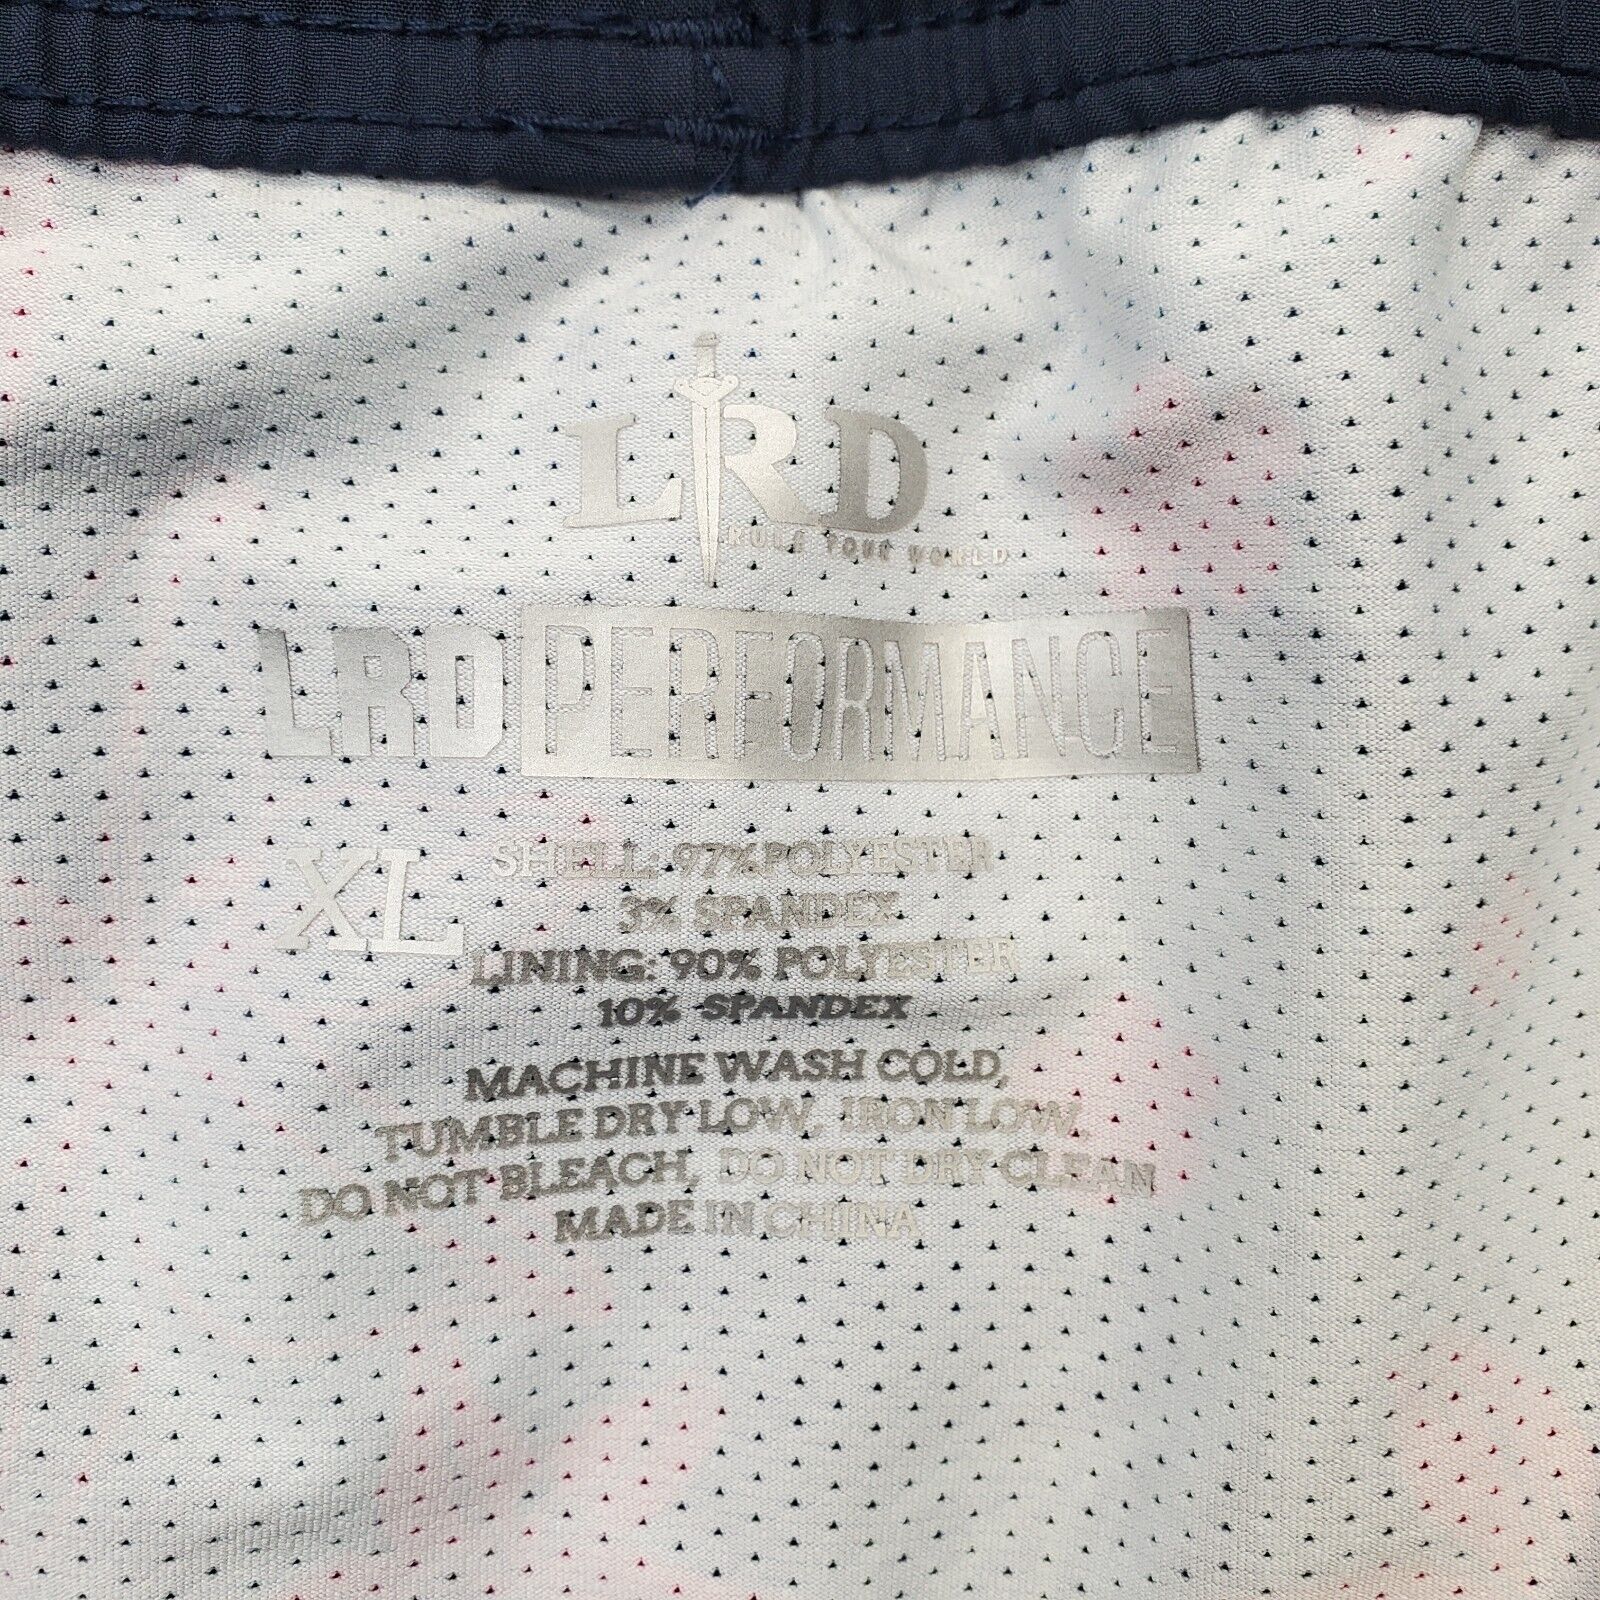 LRD
RULE YOUR WORLD
LRD PERFORMANCE
XL
SHELL: 97% POLYESTER
3% SPANDEX
LINING: 90% POLYESTER
10% SPANDEX
MACHINE WASH COLD,
TUMBLE DRY LOW, IRON LOW,
DO NOT BLEACH, DO NOT DRY CLEAN
MADE IN CHINA